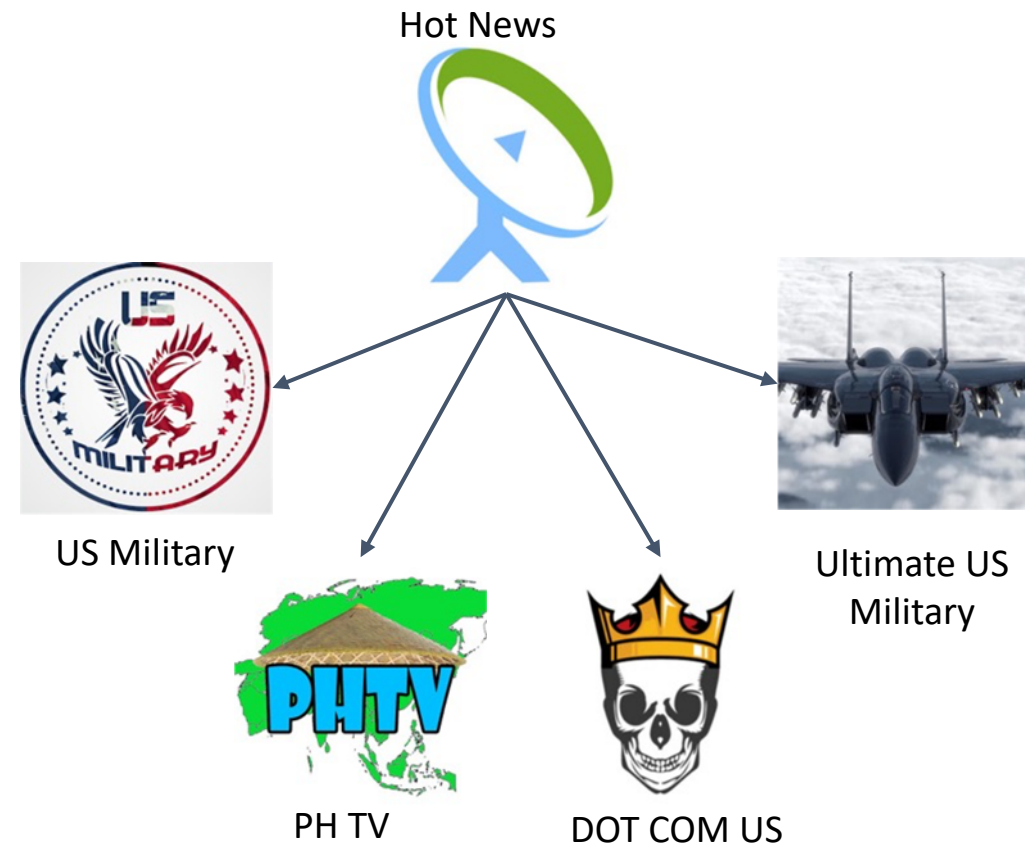 Hot News
US
MILITARY
US Military
Ultimate US
Military
PHTV
PH TV
DOT COM US